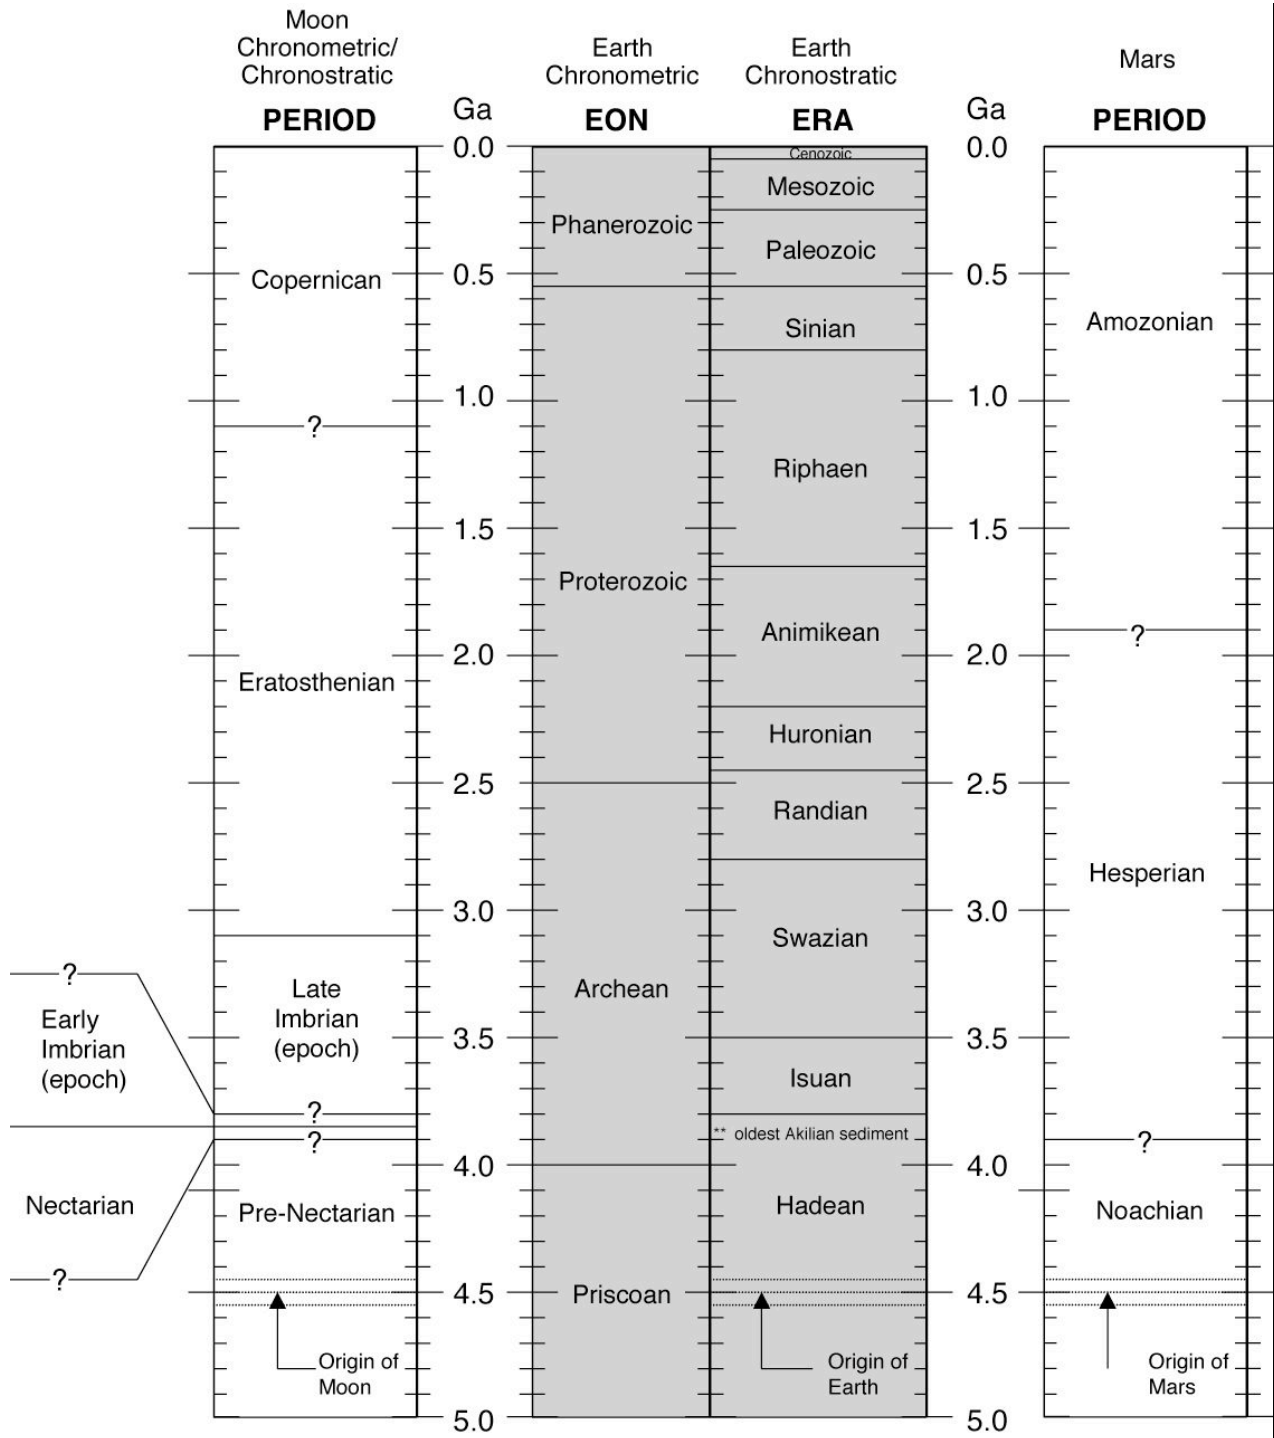 Moon
Chronometric/
Chronostratic
PERIOD
Earth
Chronometric
EON
Earth
Chronostratic
ERA
Mars
PERIOD
Ga
0.0
0.5
1.0
1.5
2.0
2.5
3.0
3.5
4.0
4.5
5.0
Ga
0.0
0.5
1.0
1.5
2.0
2.5
3.0
3.5
4.0
4.5
5.0
Copernican
?
Eratosthenian
Late
Imbrian
(epoch)
?
?
Pre-Nectarian
Origin of
Moon
?
Early
Imbrian
(epoch)
Nectarian
?
Phanerozoic
Proterozoic
Archean
Priscoan
Cenozoic
Mesozoic
Paleozoic
Sinian
Riphaen
Animikean
Huronian
Randian
Swazian
Isuan
** oldest Akilian sediment
Hadean
Origin of
Earth
Amozonian
?
Hesperian
?
Noachian
Origin of
Mars